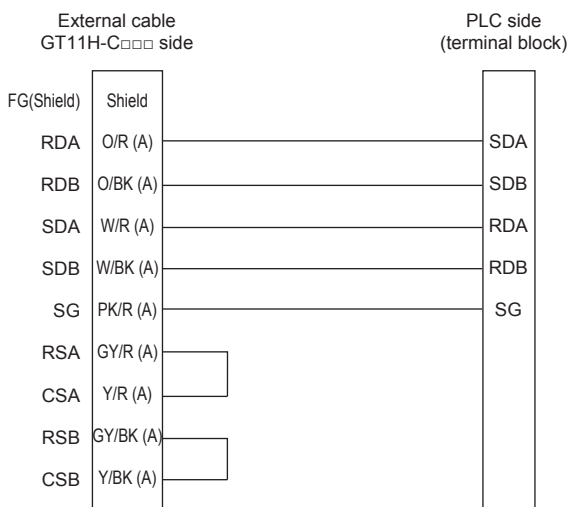 External cable
GT11H-C□□□ side
PLC side
(terminal block)
FG(Shield) Shield
RDA O/R (A) SDA
RDB O/BK (A) SDB
SDA W/R (A) RDA
SDB W/BK (A) RDB
SG PK/R (A) SG
RSA GY/R (A)
CSA Y/R (A)
RSB GY/BK (A)
CSB Y/BK (A)